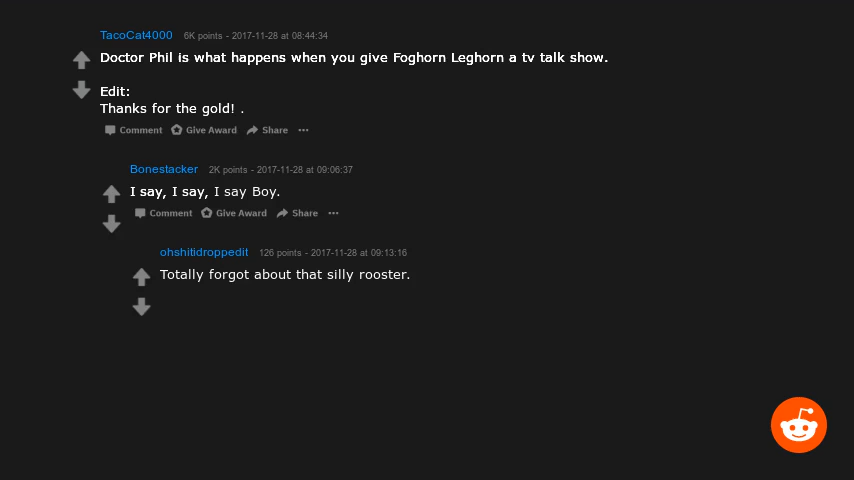 TacoCat4000 6K points - 2017-11-28 at 08:44:34
Doctor Phil is what happens when you give Foghorn Leghorn a tv talk show.
Edit:
Thanks for the gold! .
Comment Give Award Share ···
Bonestacker 2K points - 2017-11-28 at 09:06:37
I say, I say, I say Boy.
Comment Give Award Share ···
ohshitidroppedit 126 points - 2017-11-28 at 09:13:16
Totally forgot about that silly rooster.